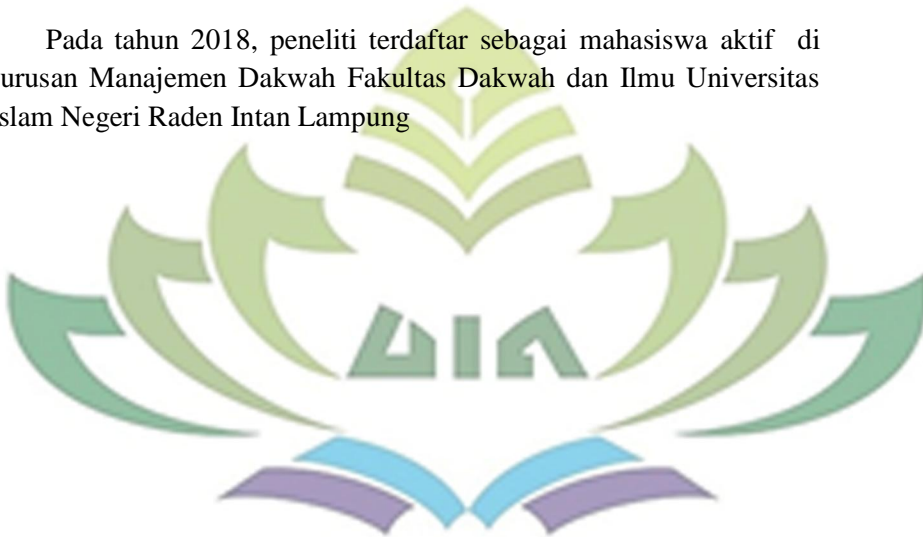 Pada tahun 2018, peneliti terdaftar sebagai mahasiswa aktif di
urusan Manajemen Dakwah Fakultas Dakwah dan Ilmu Universitas
slam Negeri Raden Intan Lampung
UIN